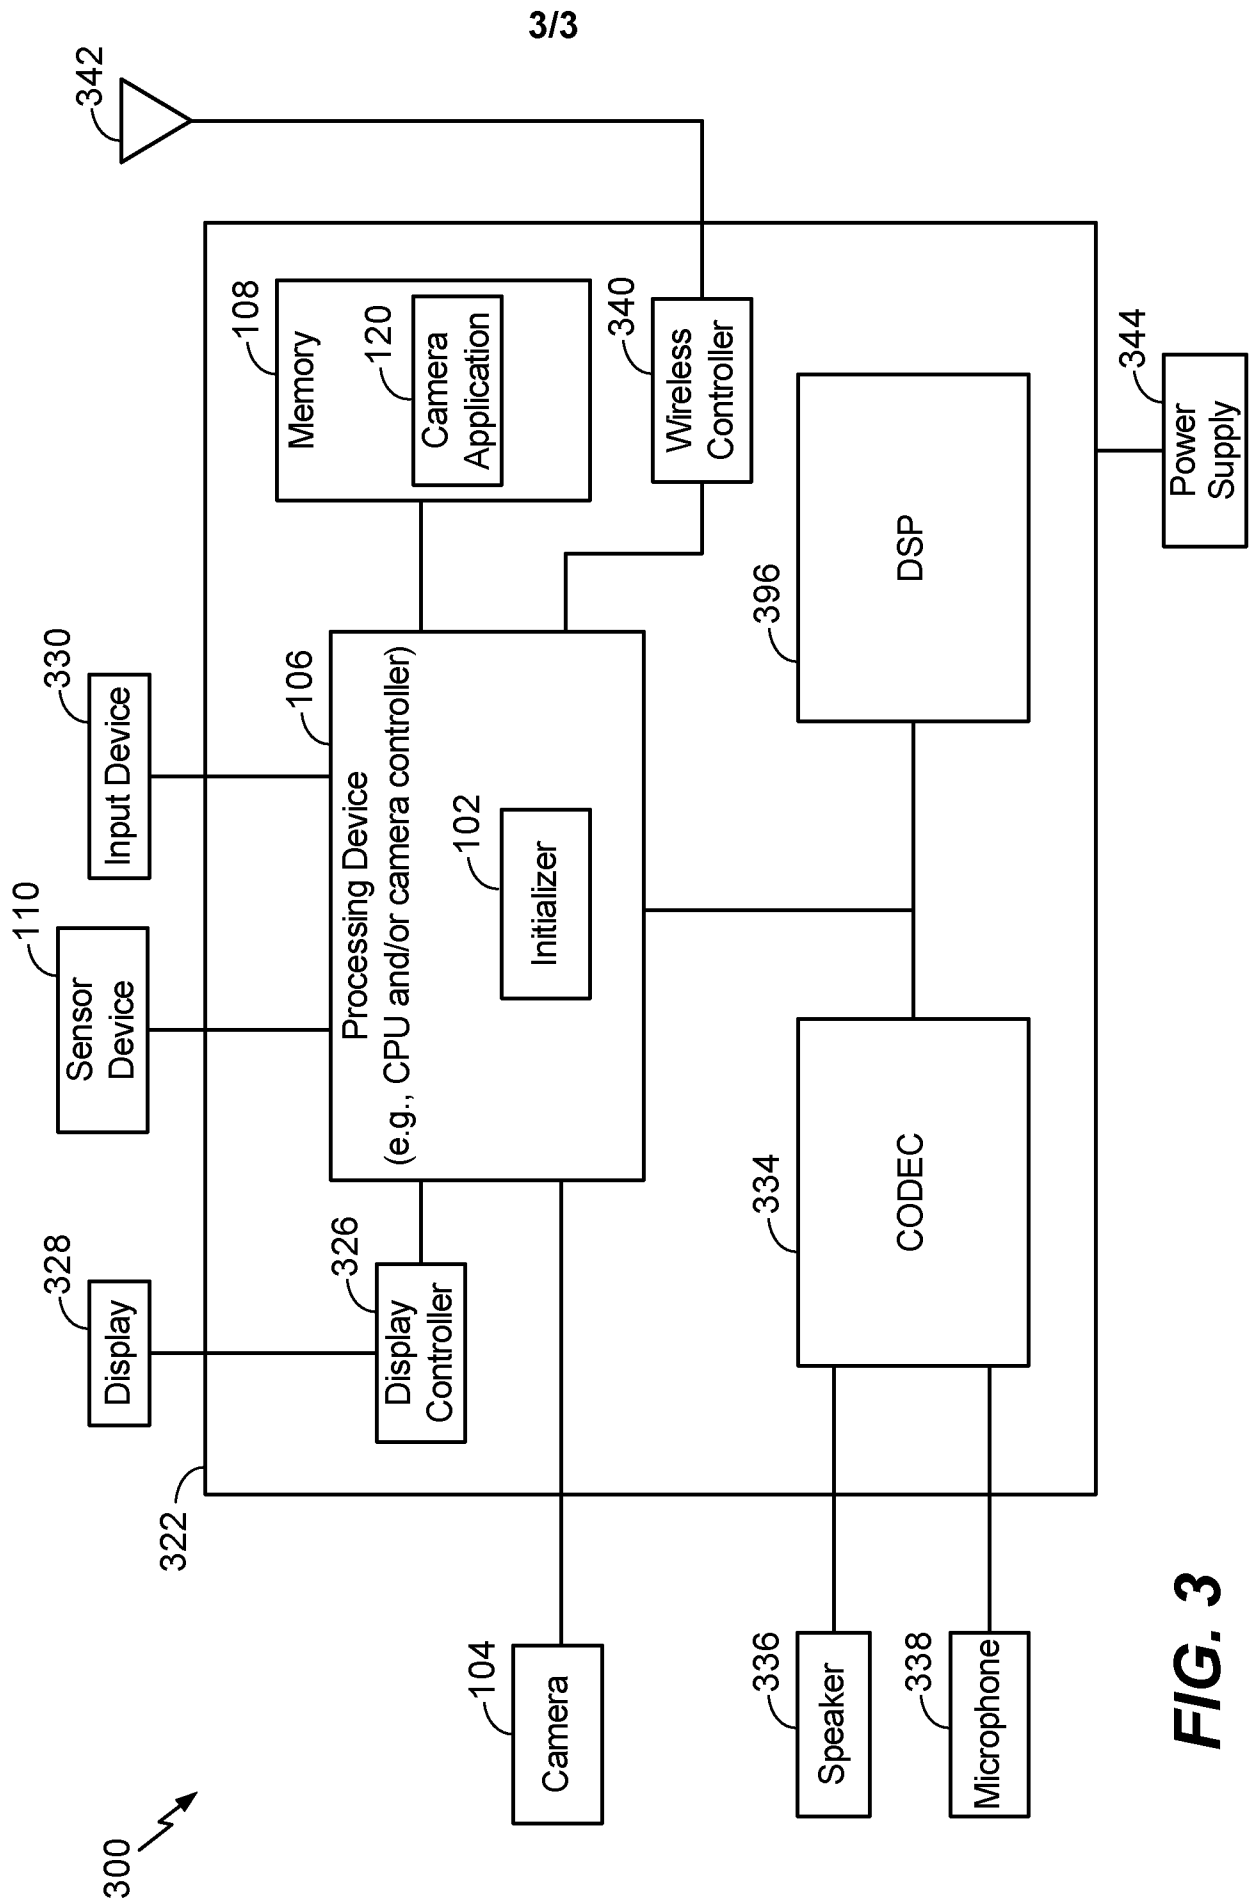 3/3
300
322
328
Display
110
Sensor
Device
330
Input Device
342
326
Display
Controller
106
Processing Device
(e.g., CPU and/or camera controller)
102
Initializer
108
Memory
120
Camera
Application
104
Camera
340
Wireless
Controller
336
Speaker
338
Microphone
334
CODEC
396
DSP
344
Power
Supply
FIG. 3